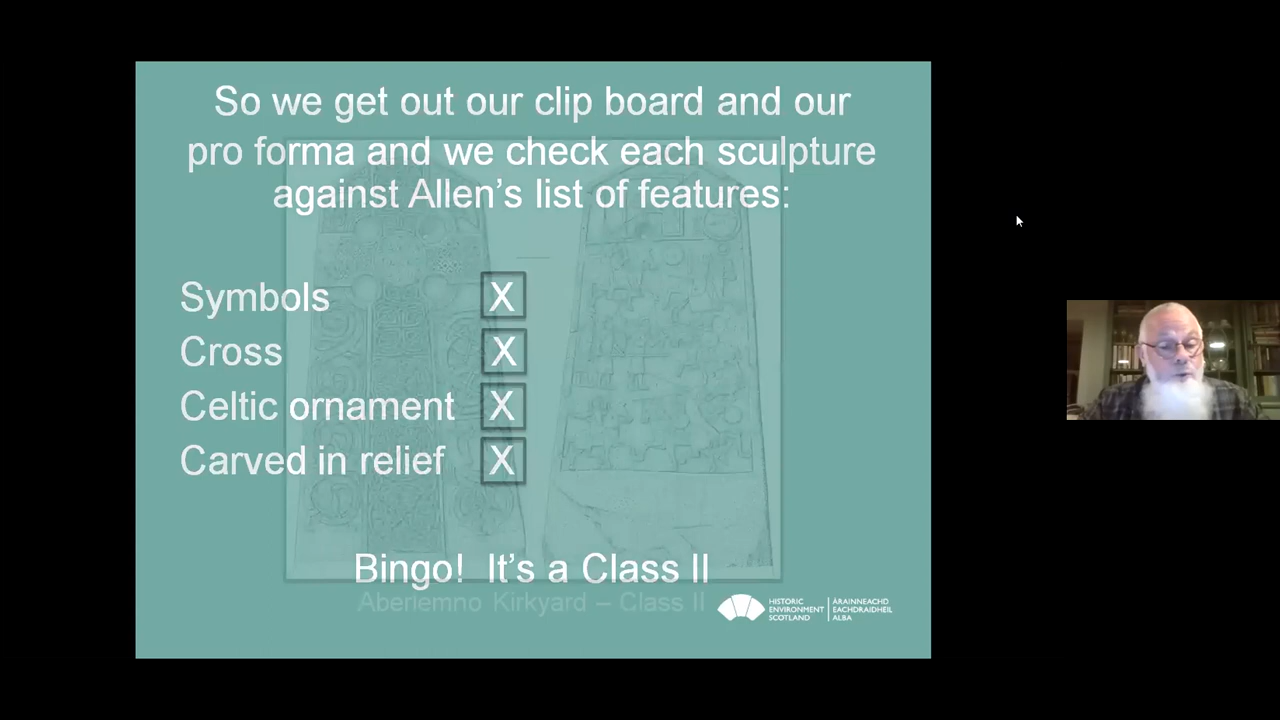 So we get out our clip board and our
pro forma and we check each sculpture
against Allen's list of features:
Symbols X
Cross X
Celtic ornament X
Carved in relief X
Bingo! It's a Class II
Aberlemno Kirkyard – Class II
HISTORIC ENVIRONMENT SCOTLAND
ÀRAINNEACHD EACHDRAIDHEIL ALBA